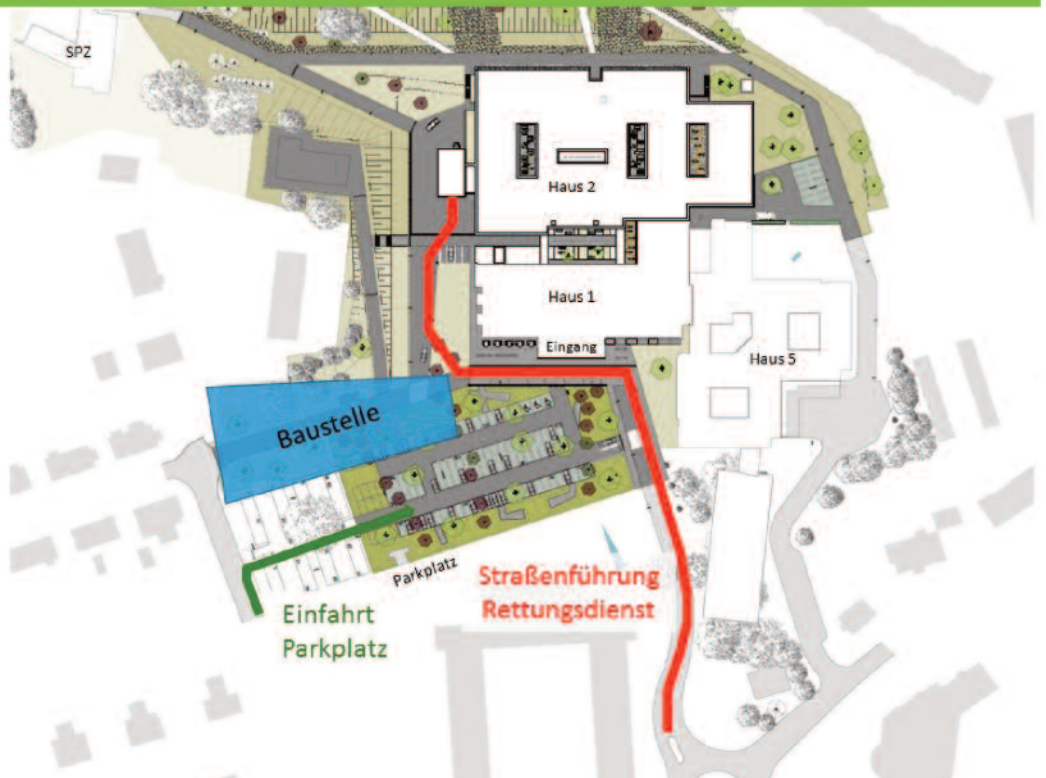 SPZ
Haus 2
Haus 1
Eingang
Haus 5
Baustelle
Parkplatz
Straßenführung
Rettungsdienst
Einfahrt
Parkplatz